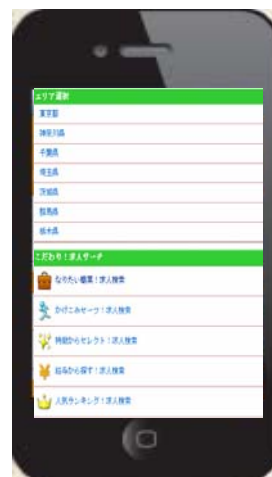 エリア選択
東京都
神奈川県
千葉県
埼玉県
茨城県
群馬県
栃木県
こだわり!求人サーチ
なりたい職業!求人検索
かけこみセーフ!求人検索
時間からセレクト!求人検索
給与から探す!求人検索
人気ランキング!求人検索